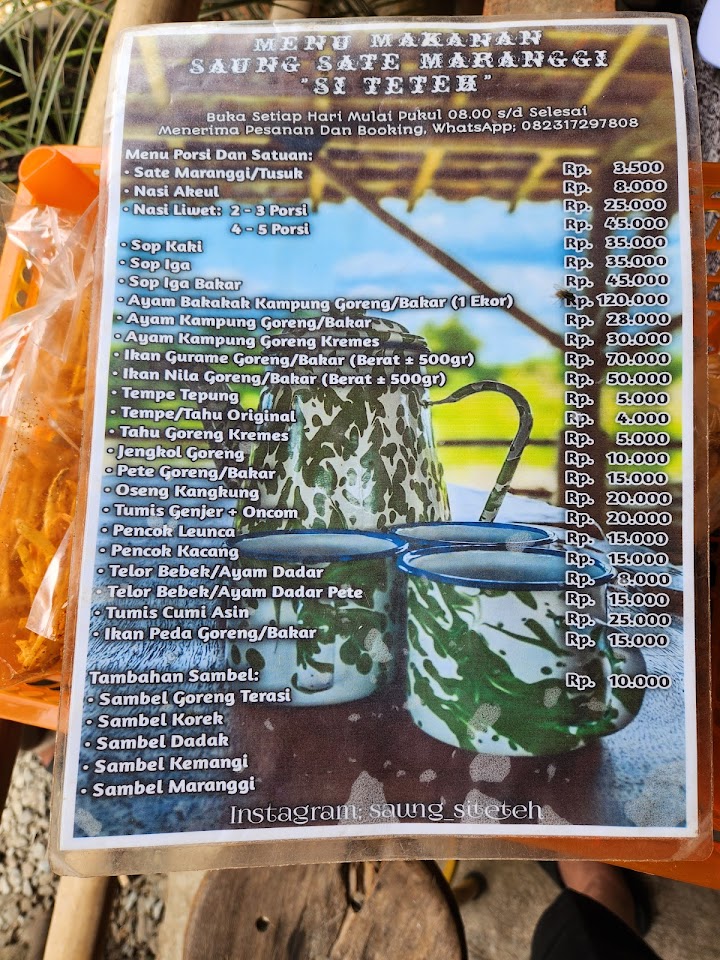 MENU MAKANAN
SAUNG SATE MARANGGI
"SI TETEH"
Buka Setiap Hari Mulai Pukul 08.00 s/d Selesai
Menerima Pesanan Dan Booking, WhatsApp; 082317297808
Menu Porsi Dan Satuan:
• Sate Maranggi/Tusuk Rp. 3.500
• Nasi Akeul Rp. 8.000
• Nasi Liwet: 2 - 3 Porsi Rp. 25.000
4 - 5 Porsi Rp. 45.000
• Sop Kaki Rp. 35.000
• Sop Iga Rp. 35.000
• Sop Iga Bakar Rp. 45.000
• Ayam Bakakak Kampung Goreng/Bakar (1 Ekor) Rp. 120.000
• Ayam Kampung Goreng/Bakar Rp. 28.000
• Ayam Kampung Goreng Kremes Rp. 30.000
• Ikan Gurame Goreng/Bakar (Berat ± 500gr) Rp. 70.000
• Ikan Nila Goreng/Bakar (Berat ± 500gr) Rp. 50.000
• Tempe Tepung Rp. 5.000
• Tempe/Tahu Original Rp. 4.000
• Tahu Goreng Kremes Rp. 5.000
• Jengkol Goreng Rp. 10.000
• Pete Goreng/Bakar Rp. 15.000
• Oseng Kangkung Rp. 20.000
• Tumis Genjer + Oncom Rp. 20.000
• Pencok Leunca Rp. 15.000
• Pencok Kacang Rp. 15.000
• Telor Bebek/Ayam Dadar Rp. 8.000
• Telor Bebek/Ayam Dadar Pete Rp. 15.000
• Tumis Cumi Asin Rp. 25.000
• Ikan Peda Goreng/Bakar Rp. 15.000
Tambahan Sambel: Rp. 10.000
• Sambel Goreng Terasi
• Sambel Korek
• Sambel Dadak
• Sambel Kemangi
• Sambel Maranggi
Instagram; saung_siteteh